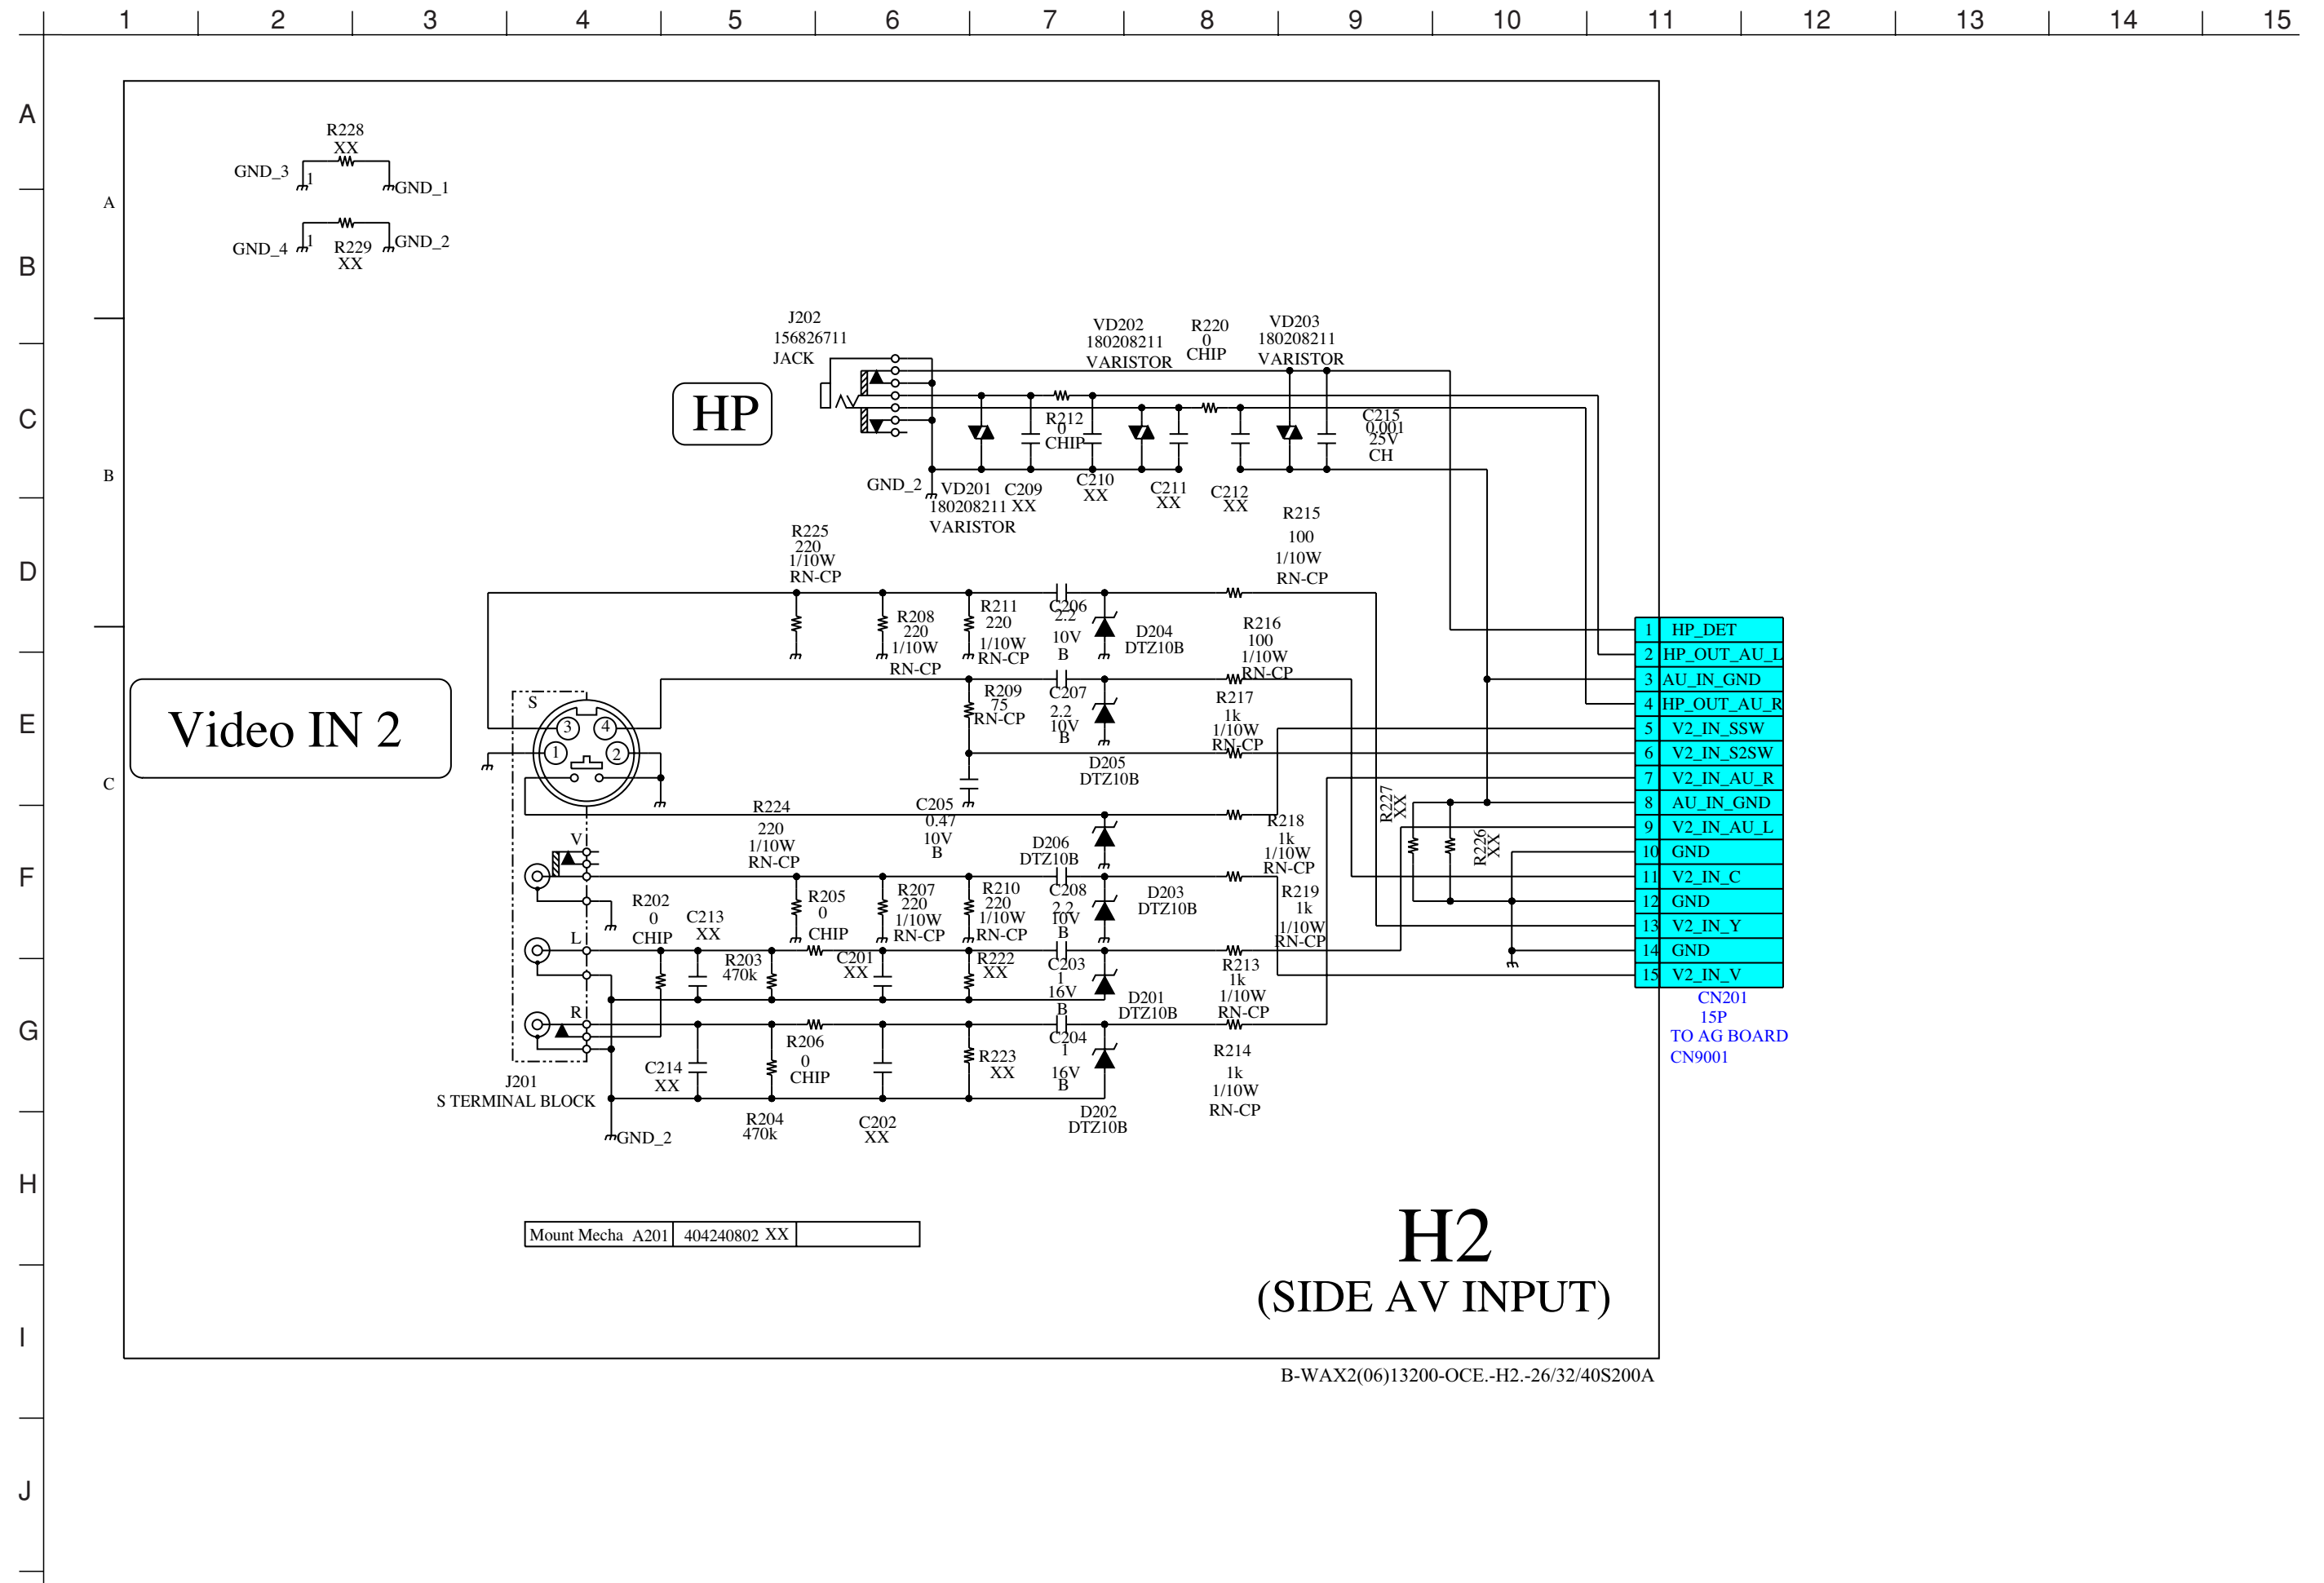 1 2 3 4 5 6 7 8 9 10 11 12 13 14 15
A
B
C
D
E
F
G
H
I
J
A
B
C
R228
XX
GND_3
1
GND_1
GND_4
1
R229
XX
GND_2
J202
156826711
JACK
HP
VD202
180208211
VARISTOR
R220
0
CHIP
VD203
180208211
VARISTOR
R212
0
CHIP
C215
0.001
25V
CH
GND_2
VD201
180208211
VARISTOR
C209
XX
C210
XX
C211
XX
C212
XX
R215
100
1/10W
RN-CP
R225
220
1/10W
RN-CP
R208
220
1/10W
RN-CP
R211
220
1/10W
RN-CP
C206
2.2
10V
B
D204
DTZ10B
R216
100
1/10W
RN-CP
Video IN 2
S
3
4
1
2
R209
75
RN-CP
C207
2.2
10V
B
D205
DTZ10B
R217
1k
1/10W
RN-CP
R224
220
1/10W
RN-CP
C205
0.47
10V
B
D206
DTZ10B
R218
1k
1/10W
RN-CP
R227
XX
R226
XX
V
R202
0
CHIP
C213
XX
R205
0
CHIP
R207
220
1/10W
RN-CP
R210
220
1/10W
RN-CP
C208
2.2
10V
B
D203
DTZ10B
R219
1k
1/10W
RN-CP
L
R203
470k
C201
XX
R222
XX
C203
1
16V
B
D201
DTZ10B
R213
1k
1/10W
RN-CP
R
C214
XX
R206
0
CHIP
R223
XX
C204
1
16V
B
R214
1k
1/10W
RN-CP
J201
S TERMINAL BLOCK
GND_2
R204
470k
C202
XX
D202
DTZ10B
1 HP_DET
2 HP_OUT_AU_L
3 AU_IN_GND
4 HP_OUT_AU_R
5 V2_IN_SSW
6 V2_IN_S2SW
7 V2_IN_AU_R
8 AU_IN_GND
9 V2_IN_AU_L
10 GND
11 V2_IN_C
12 GND
13 V2_IN_Y
14 GND
15 V2_IN_V
CN201
15P
TO AG BOARD
CN9001
Mount Mecha A201 404240802 XX
H2
(SIDE AV INPUT)
B-WAX2(06)13200-OCE.-H2.-26/32/40S200A